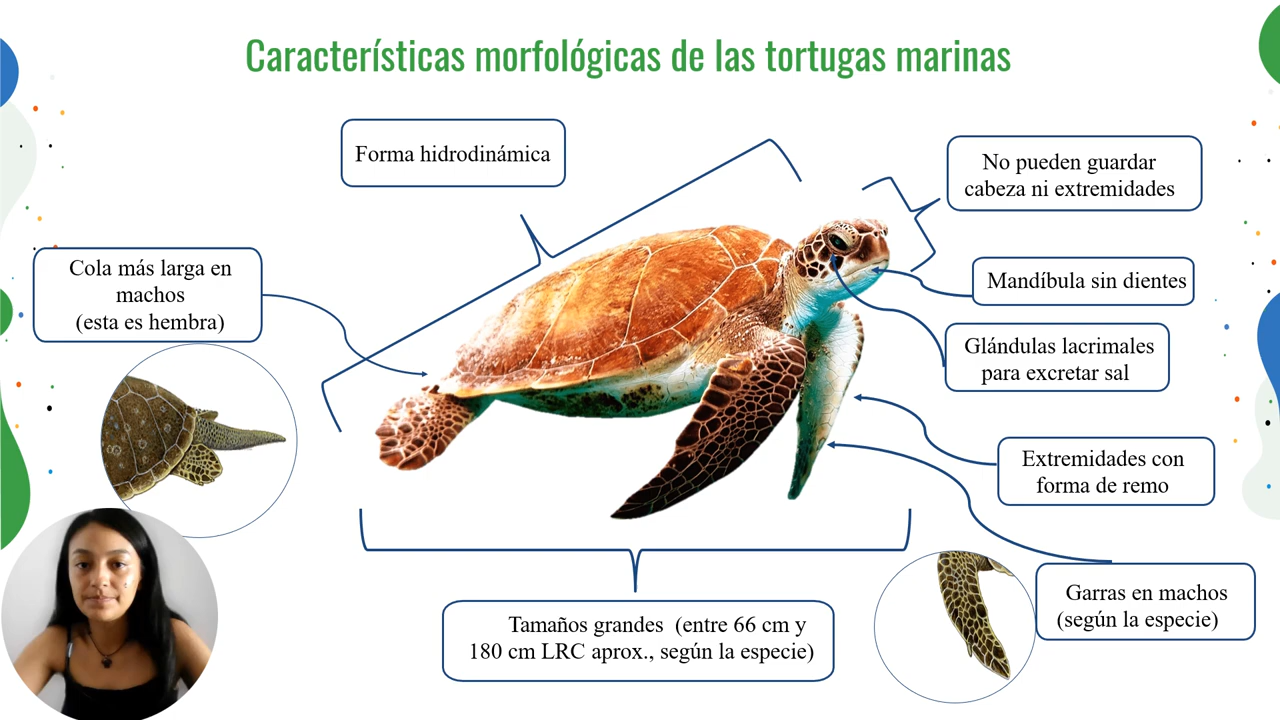 Características morfológicas de las tortugas marinas
Forma hidrodinámica
No pueden guardar
cabeza ni extremidades
Cola más larga en
machos
(esta es hembra)
Mandíbula sin dientes
Glándulas lacrimales
para excretar sal
Extremidades con
forma de remo
Garras en machos
(según la especie)
Tamaños grandes (entre 66 cm y
180 cm LRC aprox., según la especie)